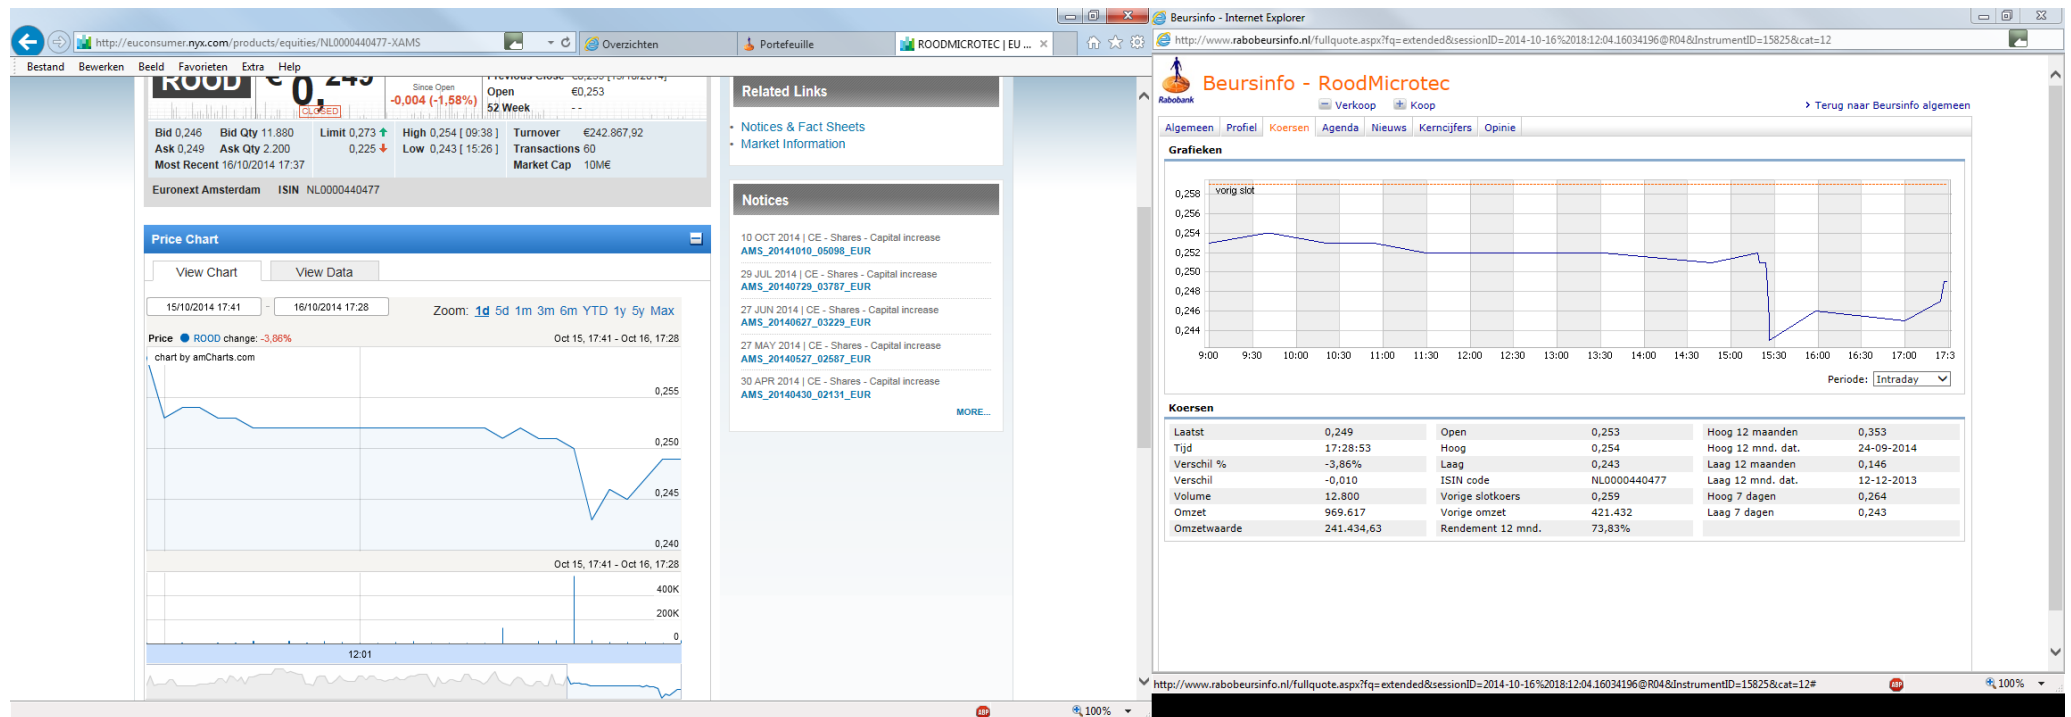 http://euconsumer.nyx.com/products/equities/NL0000440477-XAMS
Overzichten
Portefeuille
ROODMICROTEC | EU ...
Bestand Bewerken Beeld Favorieten Extra Help
ROOD
€ 0,249
CLOSED
Since Open
-0,004 (-1,58%)
Previous Close €0,259 [15/10/2014]
Open €0,253
52 Week - -
Bid 0,246 Bid Qty 11.880 Limit 0,273 High 0,254 [ 09:38 ] Turnover €242.867,92
Ask 0,249 Ask Qty 2.200 0,225 Low 0,243 [ 15:26 ] Transactions 60
Most Recent 16/10/2014 17:37 Market Cap 10M€
Euronext Amsterdam ISIN NL0000440477
Price Chart
View Chart View Data
15/10/2014 17:41 - 16/10/2014 17:28 Zoom: 1d 5d 1m 3m 6m YTD 1y 5y Max
Price ROOD change: -3,86% Oct 15, 17:41 - Oct 16, 17:28
chart by amCharts.com
0,255
0,250
0,245
0,240
Oct 15, 17:41 - Oct 16, 17:28
400K
200K
0
12:01
Related Links
Notices & Fact Sheets
Market Information
Notices
10 OCT 2014 | CE - Shares - Capital increase
AMS_20141010_05098_EUR
29 JUL 2014 | CE - Shares - Capital increase
AMS_20140729_03787_EUR
27 JUN 2014 | CE - Shares - Capital increase
AMS_20140627_03229_EUR
27 MAY 2014 | CE - Shares - Capital increase
AMS_20140527_02587_EUR
30 APR 2014 | CE - Shares - Capital increase
AMS_20140430_02131_EUR
MORE...
ABP
100%
Beursinfo - Internet Explorer
http://www.rabobeursinfo.nl/fullquote.aspx?fq=extended&sessionID=2014-10-16%2018:12:04.16034196@R04&InstrumentID=15825&cat=12
Rabobank
Beursinfo - RoodMicrotec
Verkoop Koop
Terug naar Beursinfo algemeen
Algemeen Profiel Koersen Agenda Nieuws Kerncijfers Opinie
Grafieken
vorig slot
0,258
0,256
0,254
0,252
0,250
0,248
0,246
0,244
9:00 9:30 10:00 10:30 11:00 11:30 12:00 12:30 13:00 13:30 14:00 14:30 15:00 15:30 16:00 16:30 17:00 17:3
Periode: Intraday
Koersen
Laatst 0,249 Open 0,253 Hoog 12 maanden 0,353
Tijd 17:28:53 Hoog 0,254 Hoog 12 mnd. dat. 24-09-2014
Verschil % -3,86% Laag 0,243 Laag 12 maanden 0,146
Verschil -0,010 ISIN code NL0000440477 Laag 12 mnd. dat. 12-12-2013
Volume 12.800 Vorige slotkoers 0,259 Hoog 7 dagen 0,264
Omzet 969.617 Vorige omzet 421.432 Laag 7 dagen 0,243
Omzetwaarde 241.434,63 Rendement 12 mnd. 73,83%
http://www.rabobeursinfo.nl/fullquote.aspx?fq=extended&sessionID=2014-10-16%2018:12:04.16034196@R04&InstrumentID=15825&cat=12#
ABP
100%